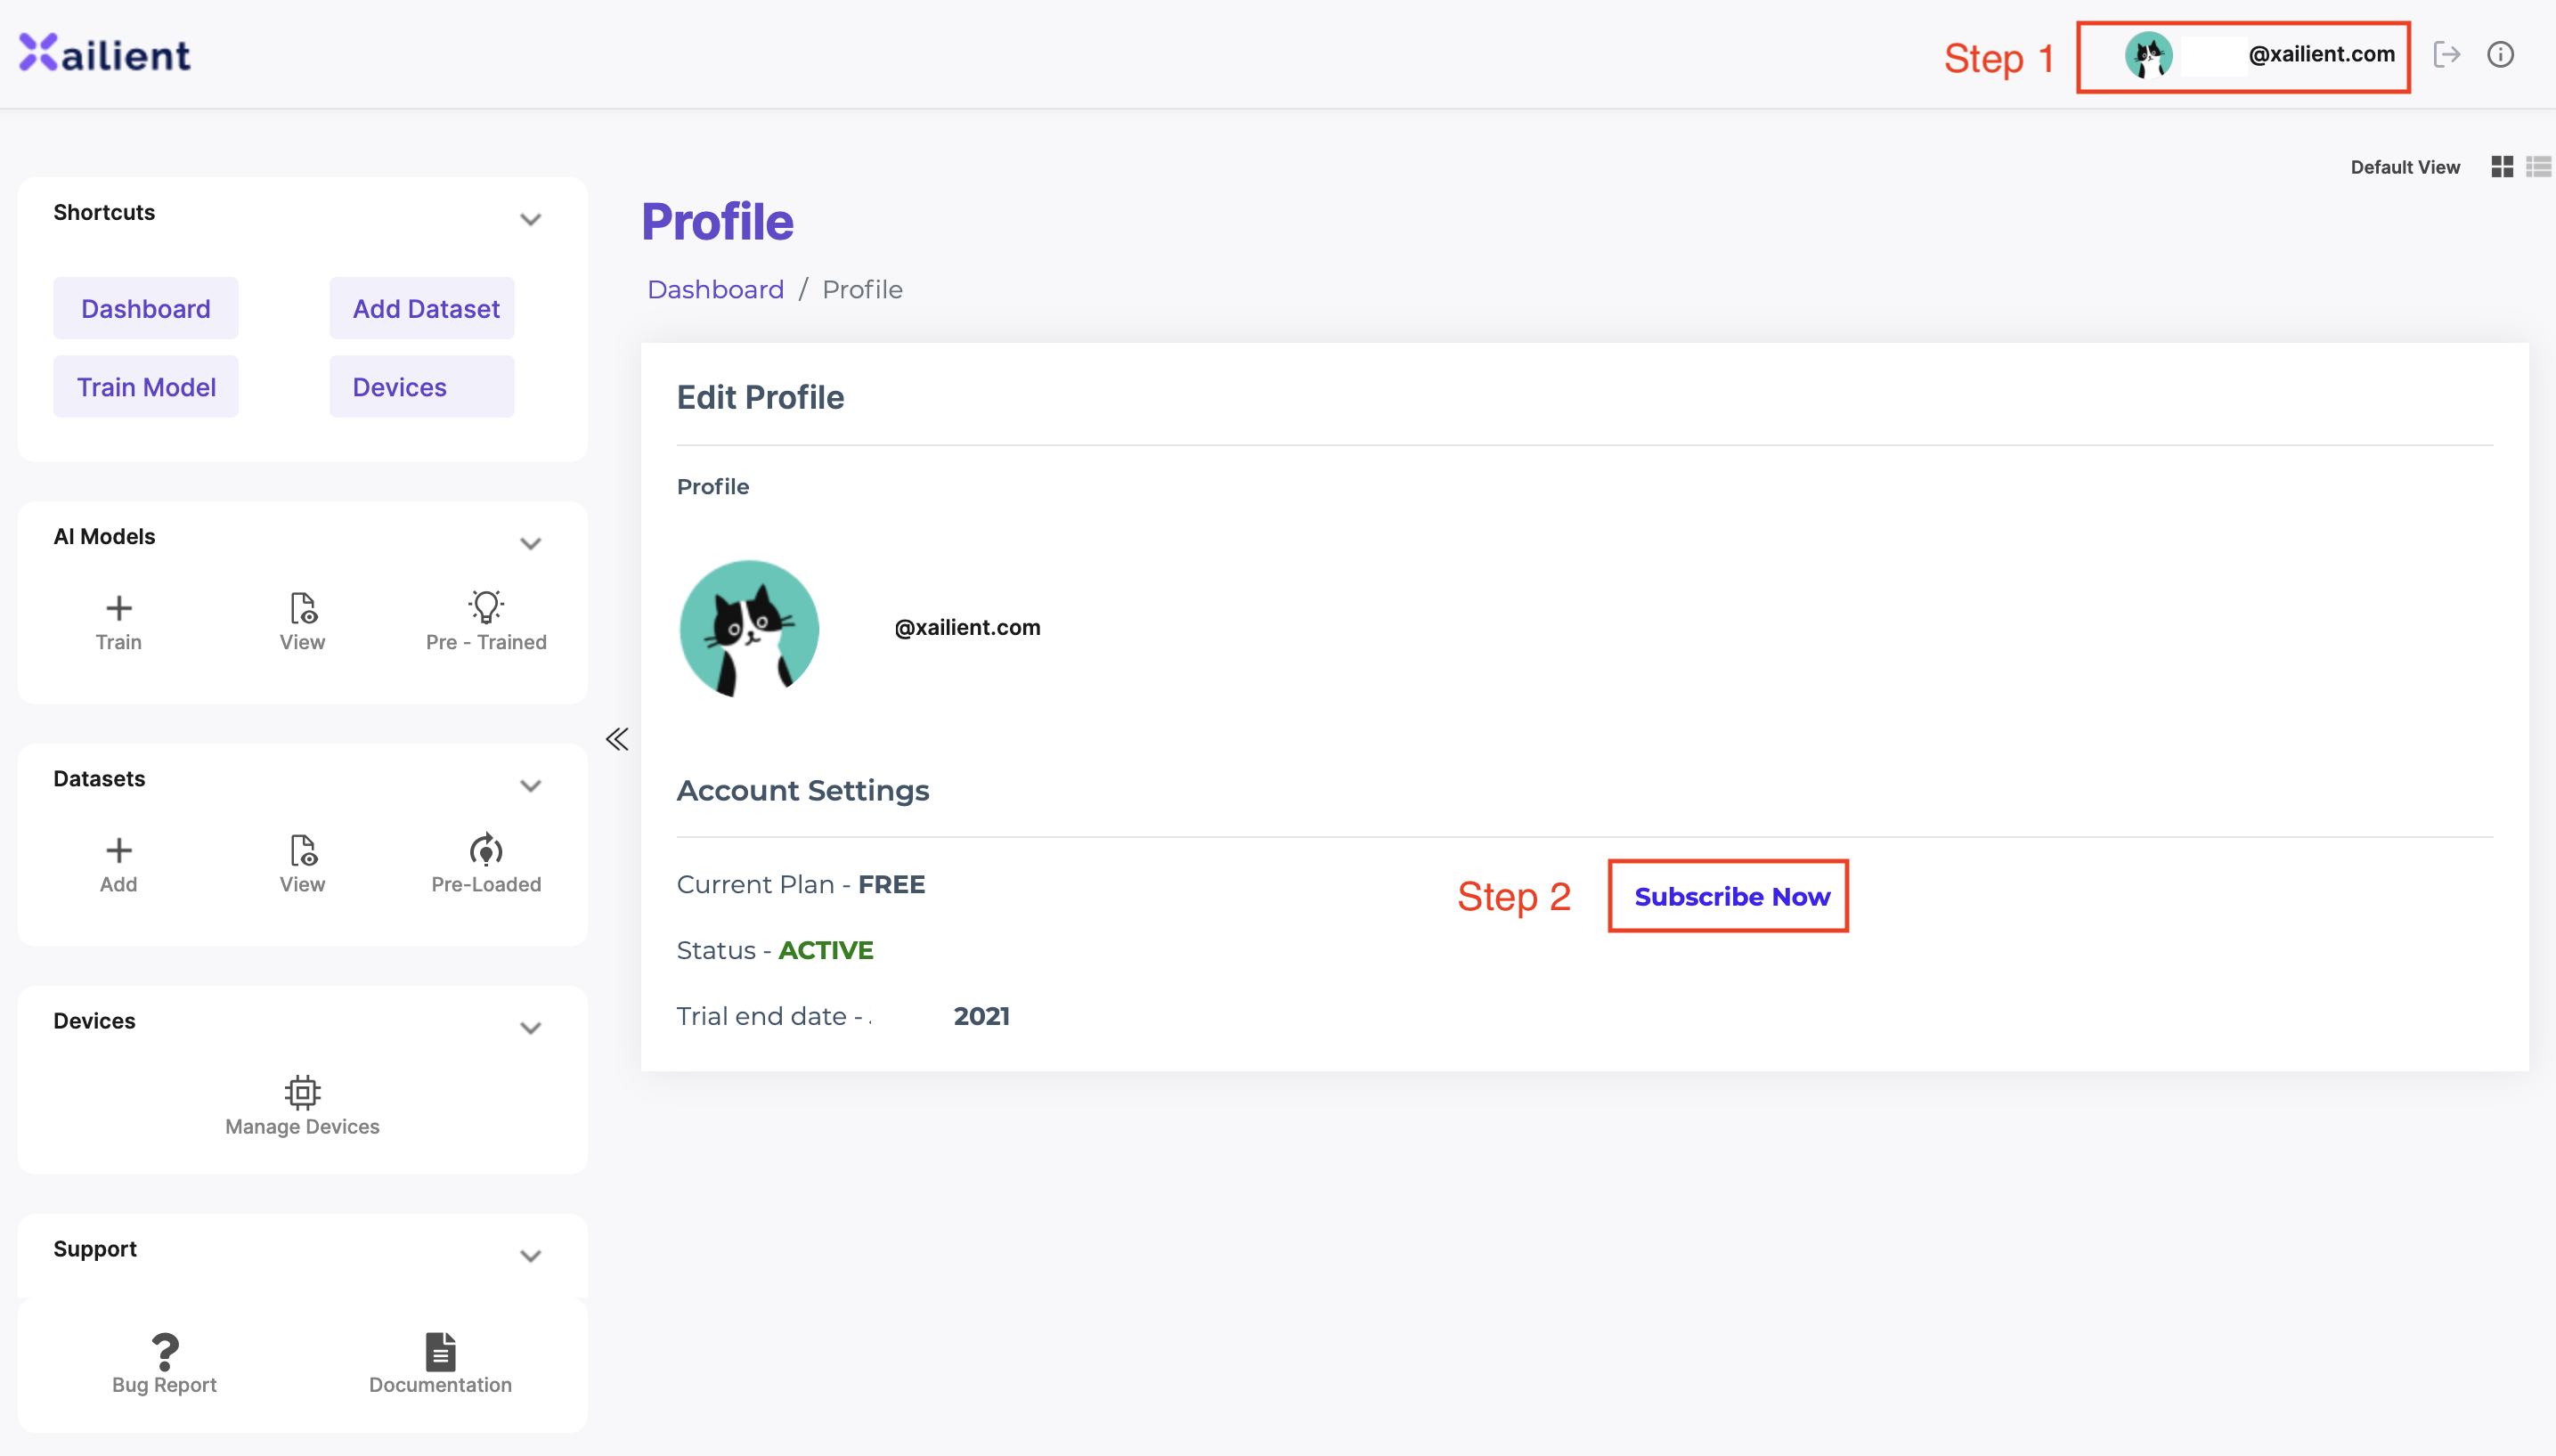 Xailient
Step 1
@xailient.com
Default View
Shortcuts
Dashboard
Add Dataset
Train Model
Devices
AI Models
Train
View
Pre - Trained
Datasets
Add
View
Pre-Loaded
Devices
Manage Devices
Support
Bug Report
Documentation
Profile
Dashboard / Profile
Edit Profile
Profile
@xailient.com
Account Settings
Current Plan - FREE
Step 2
Subscribe Now
Status - ACTIVE
Trial end date - 2021